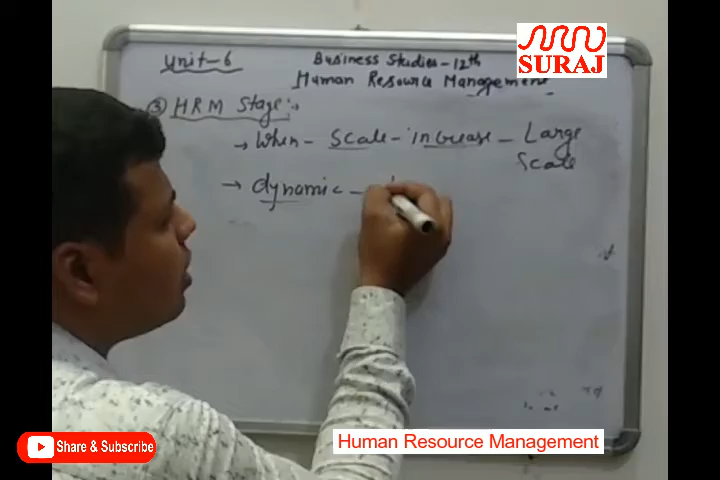 SURAJ
Unit-6 Business Studies-12th
Human Resource Management
③ HRM Stage :→
→ When - Scale - increase - Large
Scale
→ dynamic -
Share & Subscribe
Human Resource Management